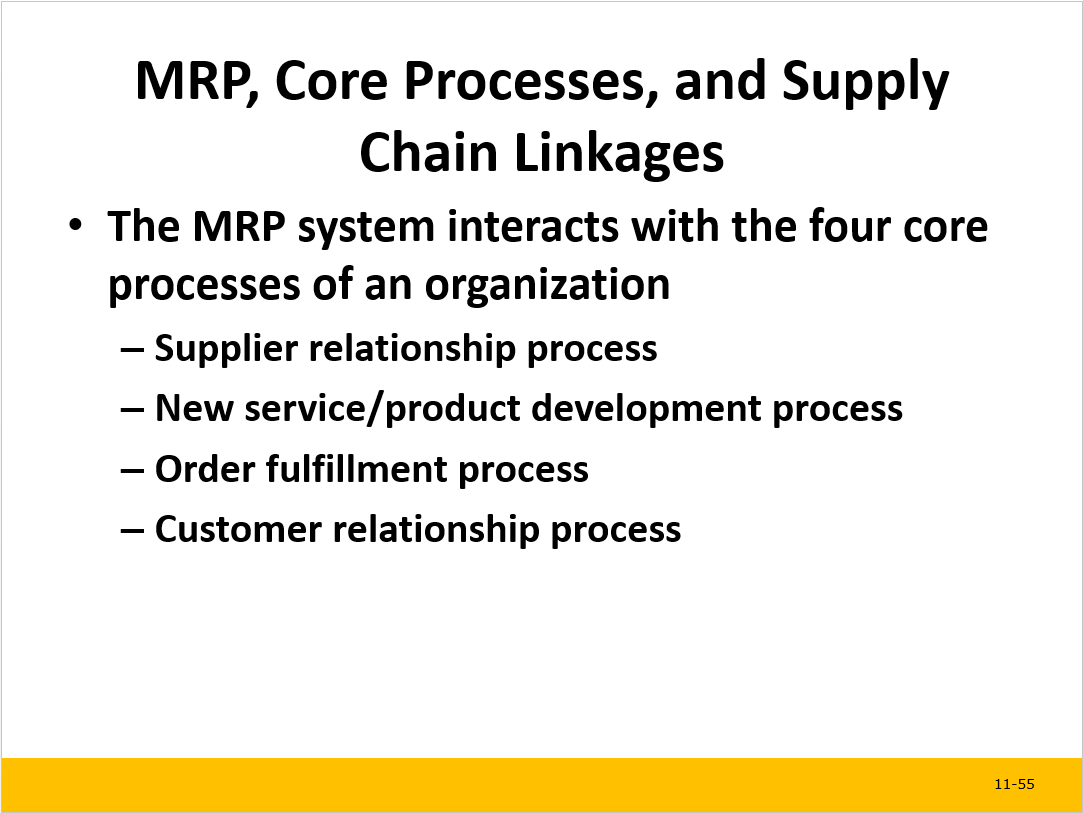 MRP, Core Processes, and Supply
Chain Linkages
• The MRP system interacts with the four core
processes of an organization
– Supplier relationship process
– New service/product development process
– Order fulfillment process
– Customer relationship process
11-55